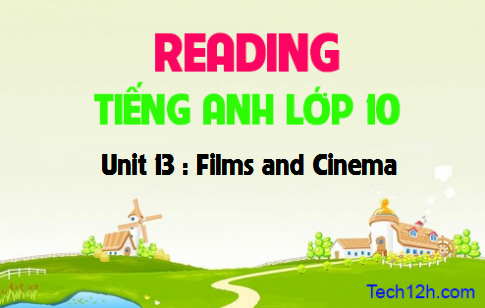 READING
TIẾNG ANH LỚP 10
Unit 13 : Films and Cinema
Tech12h.com